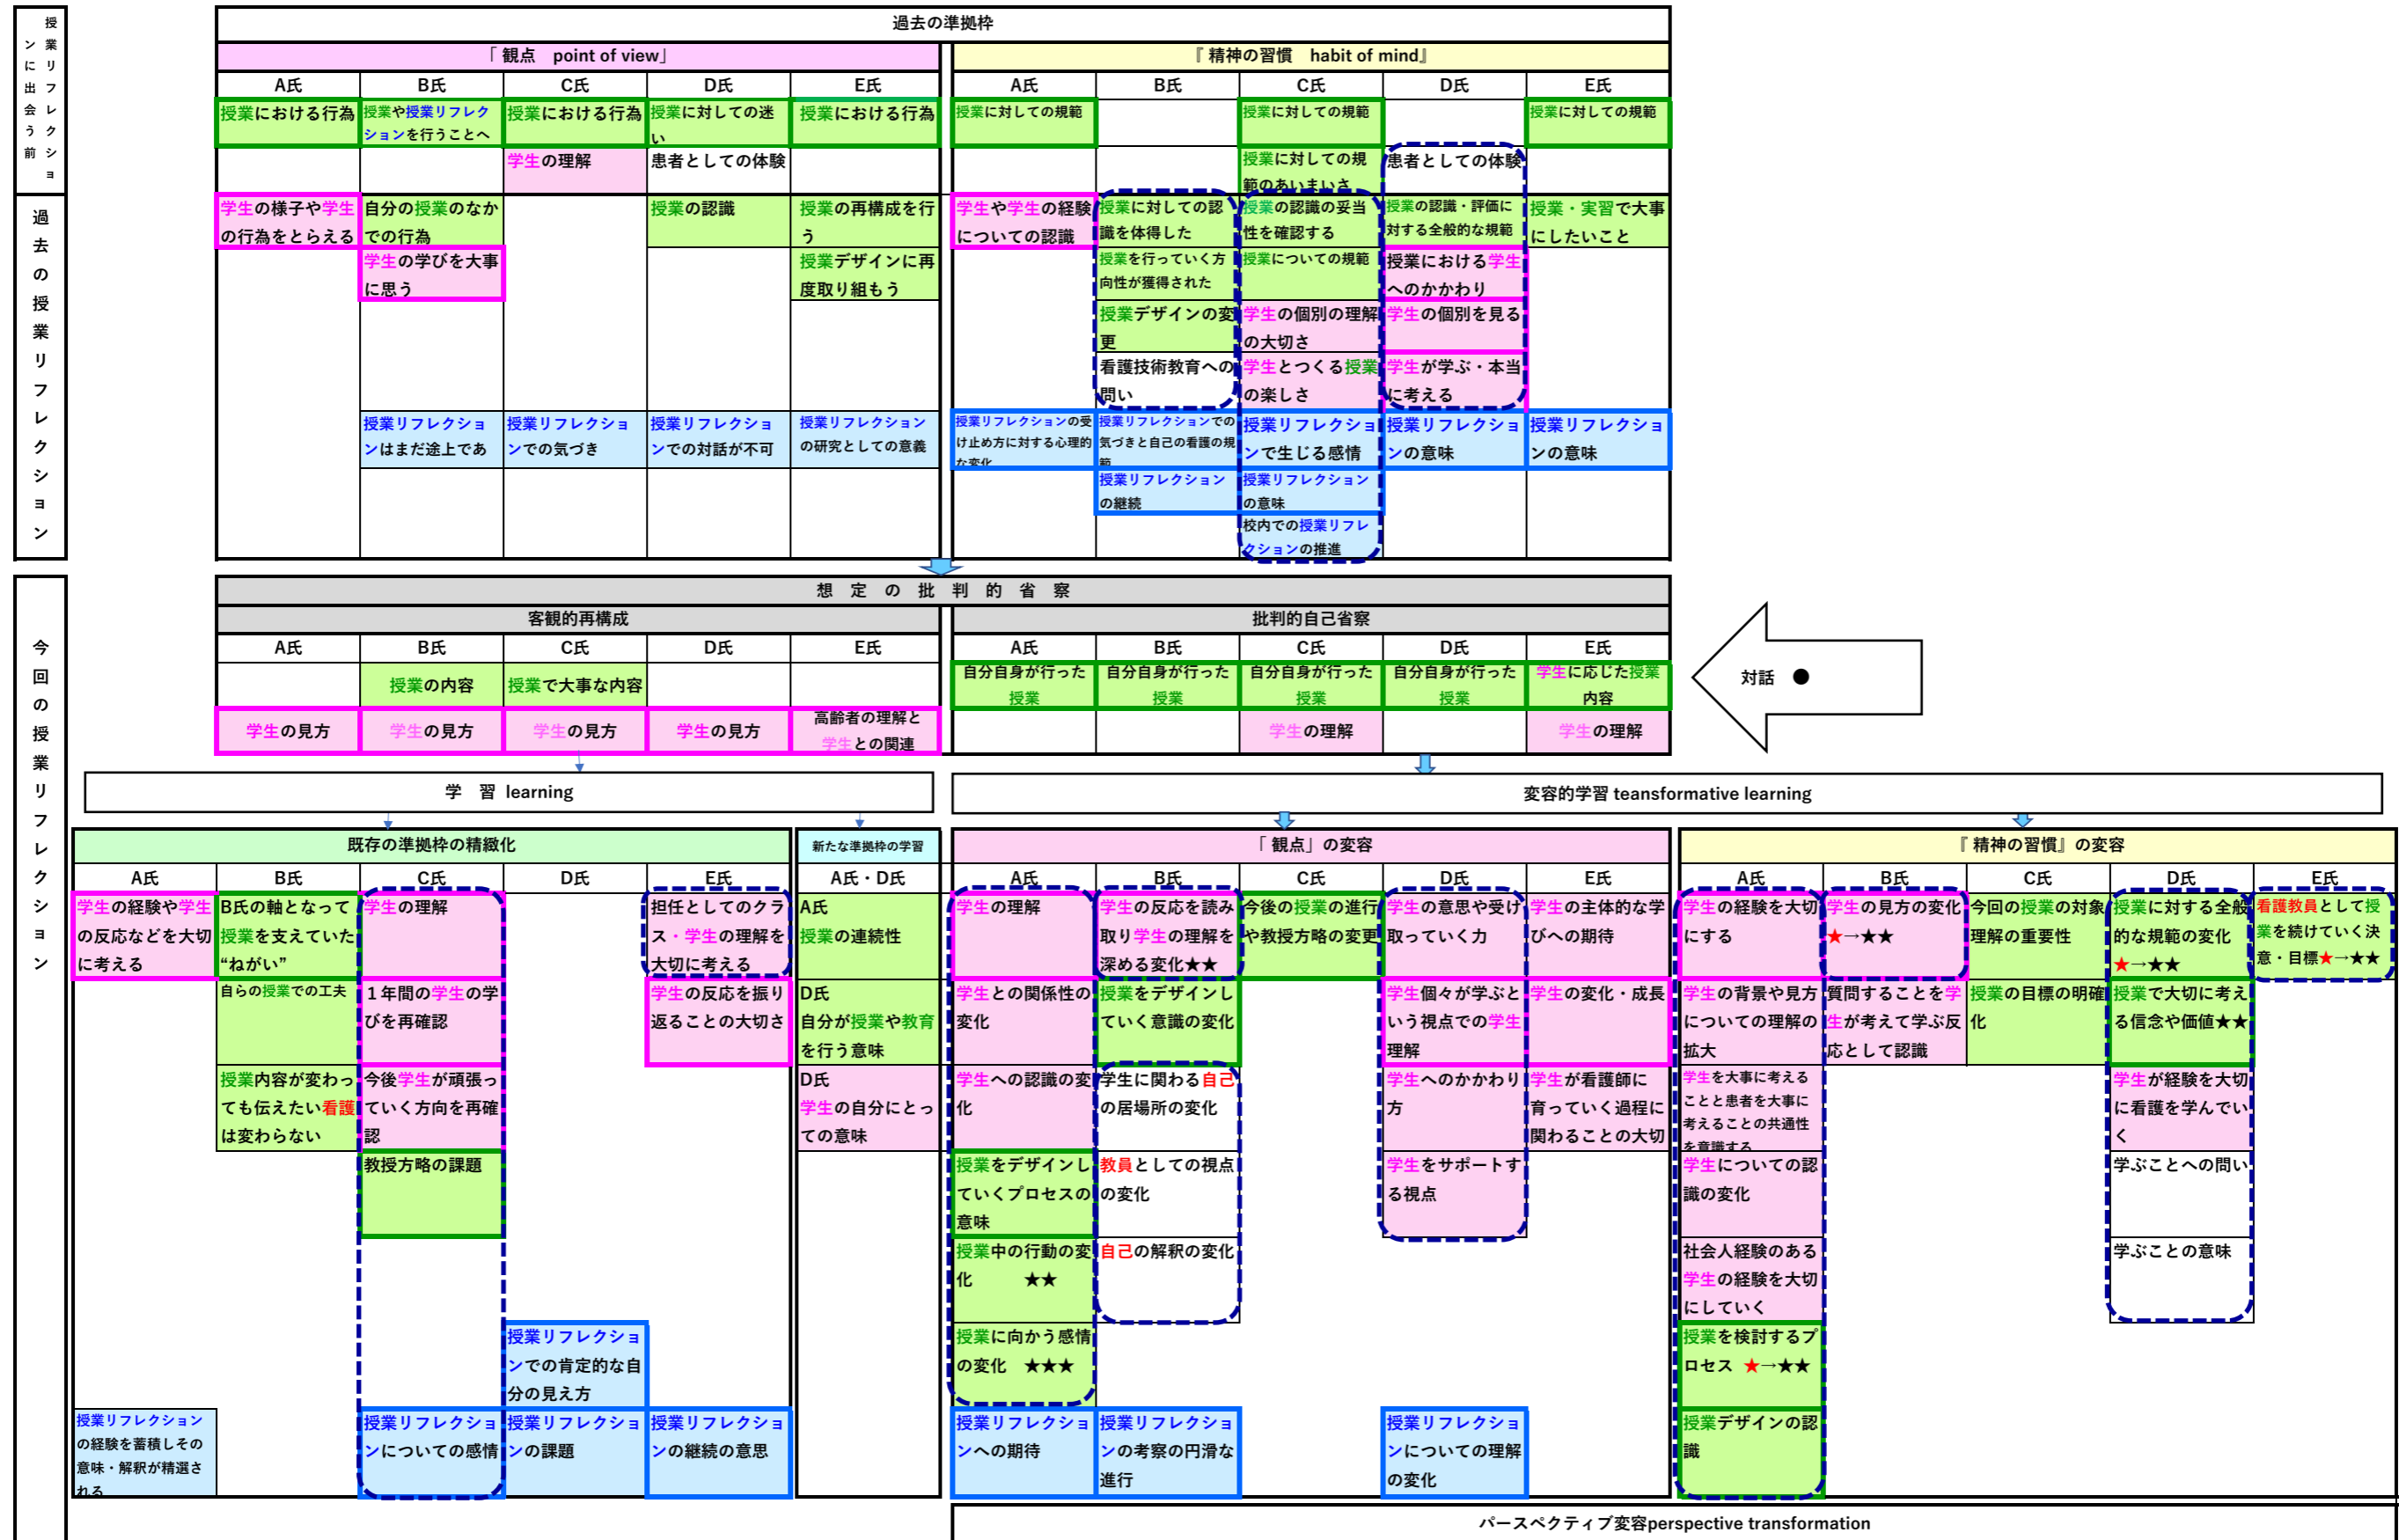 授業リフレクションに出会う前
過去の準拠枠
「 観点　point of view」
『 精神の習慣　habit of mind』
A氏
B氏
C氏
D氏
E氏
A氏
B氏
C氏
D氏
E氏
授業における行為
授業や授業リフレク
ションを行うことへ
授業における行為
授業に対しての迷
い
授業における行為
授業に対しての規範
授業に対しての規範
授業に対しての規範
学生の理解
患者としての体験
授業に対しての規
範のあいまいさ
患者としての体験
過去の授業リフレクション
学生の様子や学生
の行為をとらえる
自分の授業のなか
での行為
授業の認識
授業の再構成を行
う
学生や学生の経験
についての認識
授業に対しての認
識を体得した
授業の認識の妥当
性を確認する
授業の認識・評価に
対する全般的な規範
授業・実習で大事
にしたいこと
学生の学びを大事
に思う
授業デザインに再
度取り組もう
授業を行っていく方
向性が獲得された
授業についての規範
授業における学生
へのかかわり
授業デザインの変
更
学生の個別の理解
の大切さ
学生の個別を見る
看護技術教育への
問い
学生とつくる授業
の楽しさ
学生が学ぶ・本当
に考える
授業リフレクショ
ンはまだ途上であ
授業リフレクショ
ンでの気づき
授業リフレクショ
ンでの対話が不可
授業リフレクション
の研究としての意義
授業リフレクションの受
け止め方に対する心理的
な変化
授業リフレクションでの
気づきと自己の看護の規
範
授業リフレクショ
ンで生じる感情
授業リフレクショ
ンの意味
授業リフレクショ
ンの意味
授業リフレクション
の継続
授業リフレクション
の意味
校内での授業リフレ
クションの推進
今回の授業リフレクション
想　定　の　批　判　的　省　察
客観的再構成
批判的自己省察
A氏
B氏
C氏
D氏
E氏
A氏
B氏
C氏
D氏
E氏
授業の内容
授業で大事な内容
自分自身が行った
授業
自分自身が行った
授業
自分自身が行った
授業
自分自身が行った
授業
学生に応じた授業
内容
対話　●
学生の見方
学生の見方
学生の見方
学生の見方
高齢者の理解と
学生との関連
学生の理解
学生の理解
学　習 learning
変容的学習 teansformative learning
既存の準拠枠の精緻化
新たな準拠枠の学習
「 観点」の変容
『 精神の習慣』の変容
A氏
B氏
C氏
D氏
E氏
A氏・D氏
A氏
B氏
C氏
D氏
E氏
A氏
B氏
C氏
D氏
E氏
学生の経験や学生
の反応などを大切
に考える
B氏の軸となって
授業を支えていた
“ねがい”
学生の理解
担任としてのクラ
ス・学生の理解を
大切に考える
A氏
授業の連続性
学生の理解
学生の反応を読み
取り学生の理解を
深める変化★★
今後の授業の進行
や教授方略の変更
学生の意思や受け
取っていく力
学生の主体的な学
びへの期待
学生の経験を大切
にする
学生の見方の変化
★→★★
今回の授業の対象
理解の重要性
授業に対する全般
的な規範の変化
★→★★
看護教員として授
業を続けていく決
意・目標★→★★
自らの授業での工夫
１年間の学生の学
びを再確認
学生の反応を振り
返ることの大切さ
D氏
自分が授業や教育
を行う意味
学生との関係性の
変化
授業をデザインし
ていく意識の変化
学生個々が学ぶと
いう視点での学生
理解
学生の変化・成長
学生の背景や見方
についての理解の
拡大
質問することを学
生が考えて学ぶ反
応として認識
授業の目標の明確
化
授業で大切に考え
る信念や価値★★
授業内容が変わっ
ても伝えたい看護
は変わらない
今後学生が頑張っ
ていく方向を再確
認
D氏
学生の自分にとっ
ての意味
学生への認識の変
化
学生に関わる自己
の居場所の変化
学生へのかかわり
方
学生が看護師に
育っていく過程に
関わることの大切
学生を大事に考える
ことと患者を大事に
考えることの共通性
を意識する
学生が経験を大切
に看護を学んでい
く
教授方略の課題
授業をデザインし
ていくプロセスの
意味
教員としての視点
の変化
学生をサポートす
る視点
学生についての認
識の変化
学ぶことへの問い
授業中の行動の変
化　　　★★
自己の解釈の変化
社会人経験のある
学生の経験を大切
にしていく
学ぶことの意味
授業リフレクショ
ンでの肯定的な自
分の見え方
授業に向かう感情
の変化　★★★
授業を検討するプ
ロセス ★→★★
授業リフレクション
の経験を蓄積しその
意味・解釈が精選さ
れる
授業リフレクショ
ンについての感情
授業リフレクショ
ンの課題
授業リフレクショ
ンの継続の意思
授業リフレクショ
ンへの期待
授業リフレクショ
ンの考察の円滑な
進行
授業リフレクショ
ンについての理解
の変化
授業デザインの認
識
パースペクティブ変容perspective transformation